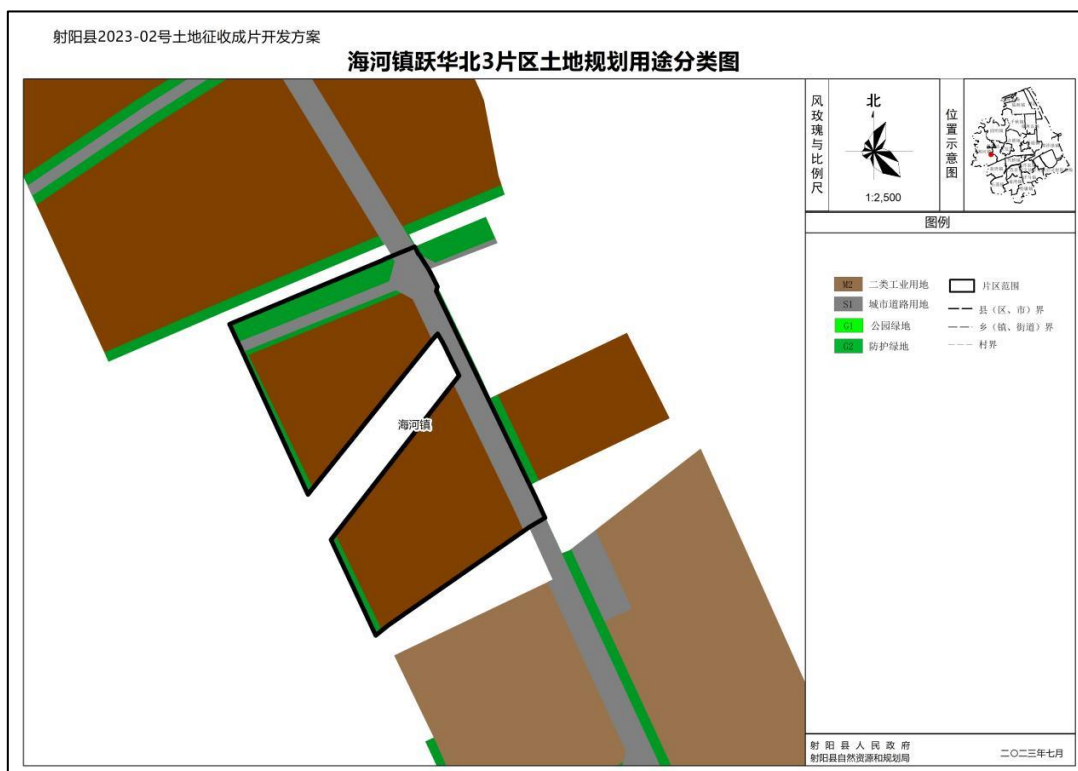 射阳县2023-02号土地征收成片开发方案
海河镇跃华北3片区土地规划用途分类图
风玫瑰与比例尺
北
1:2,500
位置示意图
图例
M2 二类工业用地
S1 城市道路用地
G1 公园绿地
G2 防护绿地
片区范围
县（区、市）界
乡（镇、街道）界
村界
海河镇
射阳县人民政府
射阳县自然资源和规划局
二〇二三年七月